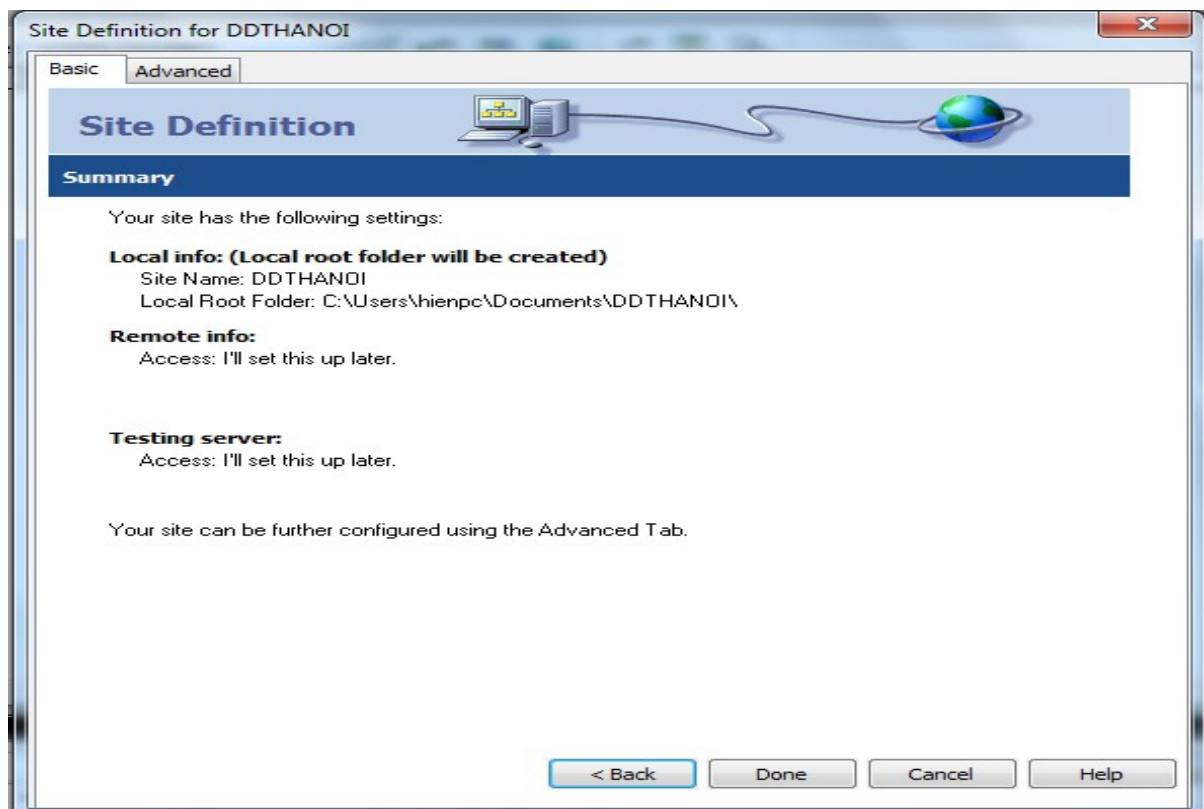 Site Definition for DDTHANOI
Basic Advanced
Site Definition
Summary
Your site has the following settings:
Local info: (Local root folder will be created)
Site Name: DDTHANOI
Local Root Folder: C:\Users\hienpc\Documents\DDTHANOI\
Remote info:
Access: I'll set this up later.
Testing server:
Access: I'll set this up later.
Your site can be further configured using the Advanced Tab.
< Back Done Cancel Help